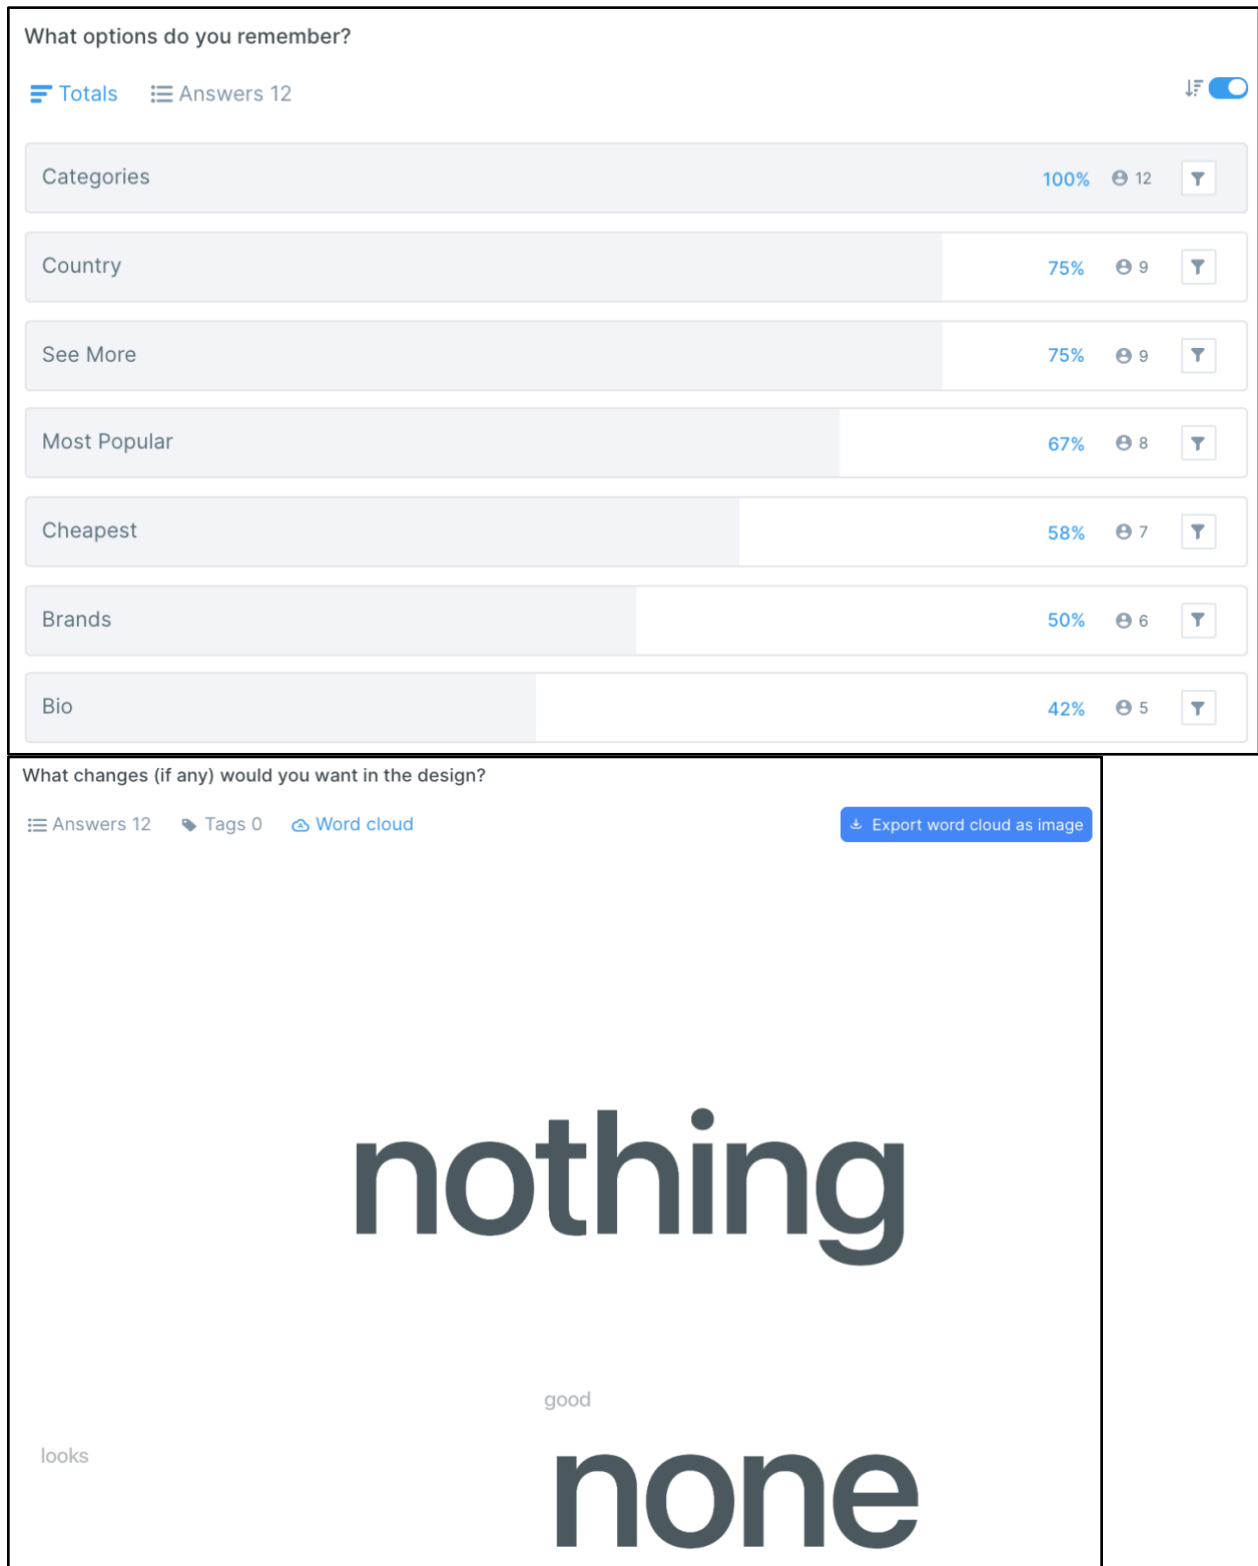 What options do you remember?
Totals Answers 12
Categories 100% 12
Country 75% 9
See More 75% 9
Most Popular 67% 8
Cheapest 58% 7
Brands 50% 6
Bio 42% 5
What changes (if any) would you want in the design?
Answers 12 Tags 0 Word cloud Export word cloud as image
nothing
good
looks
none